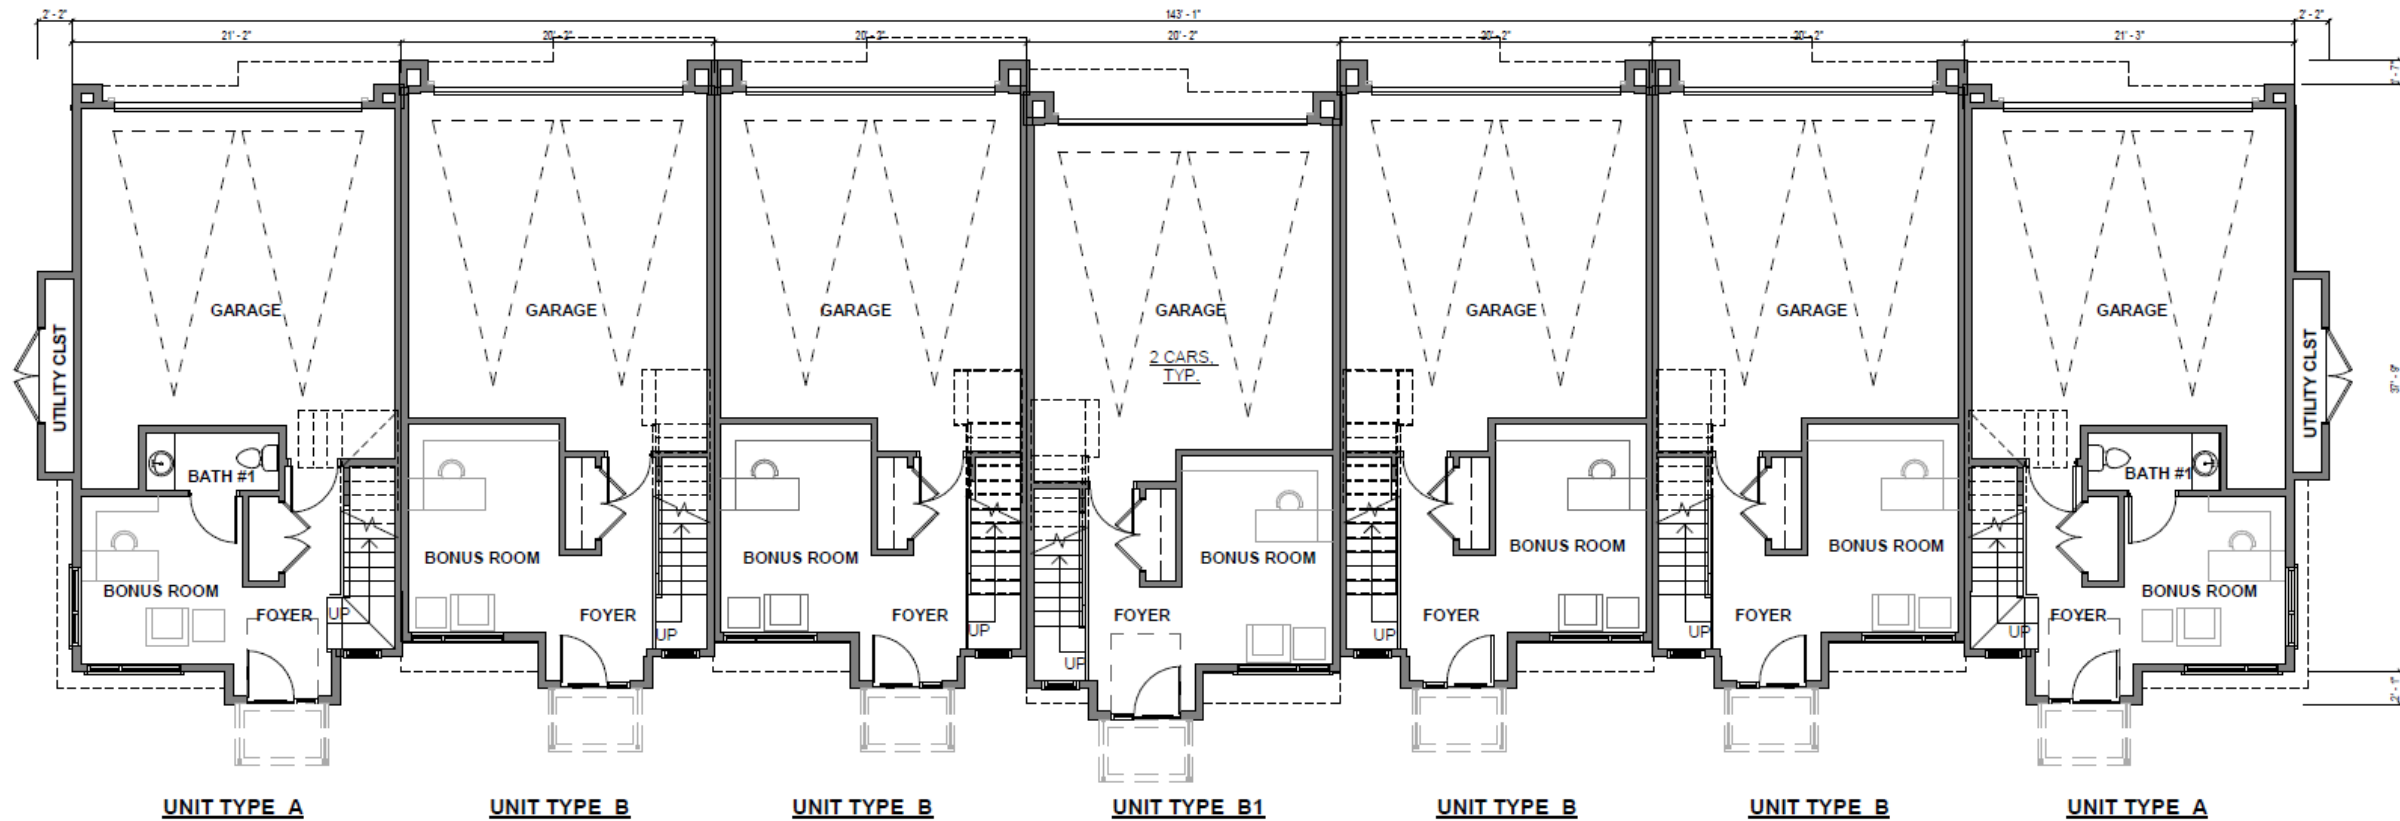 2' - 2" 143' - 1" 2' - 2"
21' - 2" 20' - 2" 20' - 2" 20' - 2" 20' - 2" 20' - 2" 21' - 3"
GARAGE GARAGE GARAGE GARAGE GARAGE GARAGE GARAGE
2 CARS,
TYP.
UTILITY CLST UTILITY CLST
37' - 9"
BATH #1 BATH #1
BONUS ROOM BONUS ROOM BONUS ROOM BONUS ROOM BONUS ROOM BONUS ROOM BONUS ROOM
FOYER FOYER FOYER FOYER FOYER FOYER FOYER
UP UP UP UP UP UP UP
2' - 1"
UNIT TYPE A UNIT TYPE B UNIT TYPE B UNIT TYPE B1 UNIT TYPE B UNIT TYPE B UNIT TYPE A